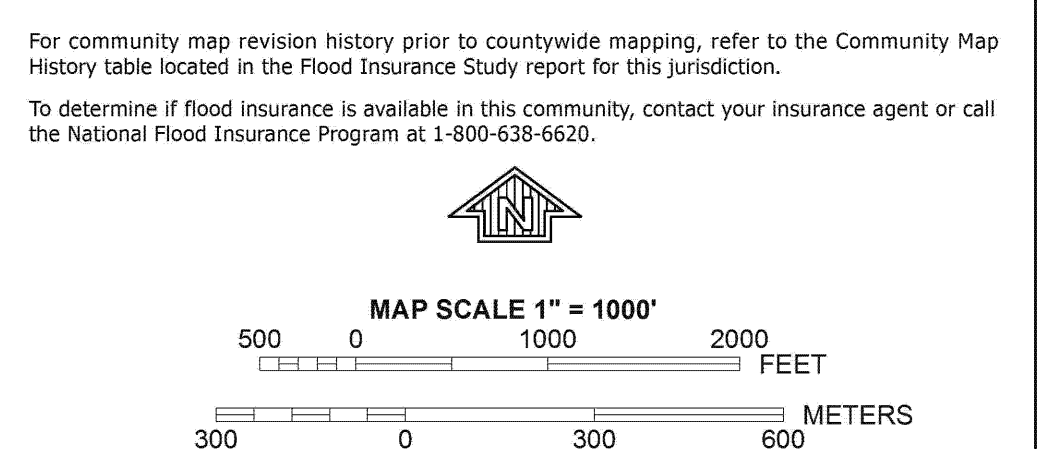 For community map revision history prior to countywide mapping, refer to the Community Map
History table located in the Flood Insurance Study report for this jurisdiction.
To determine if flood insurance is available in this community, contact your insurance agent or call
the National Flood Insurance Program at 1-800-638-6620.
N
MAP SCALE 1" = 1000'
500 0 1000 2000
FEET
METERS
300 0 300 600